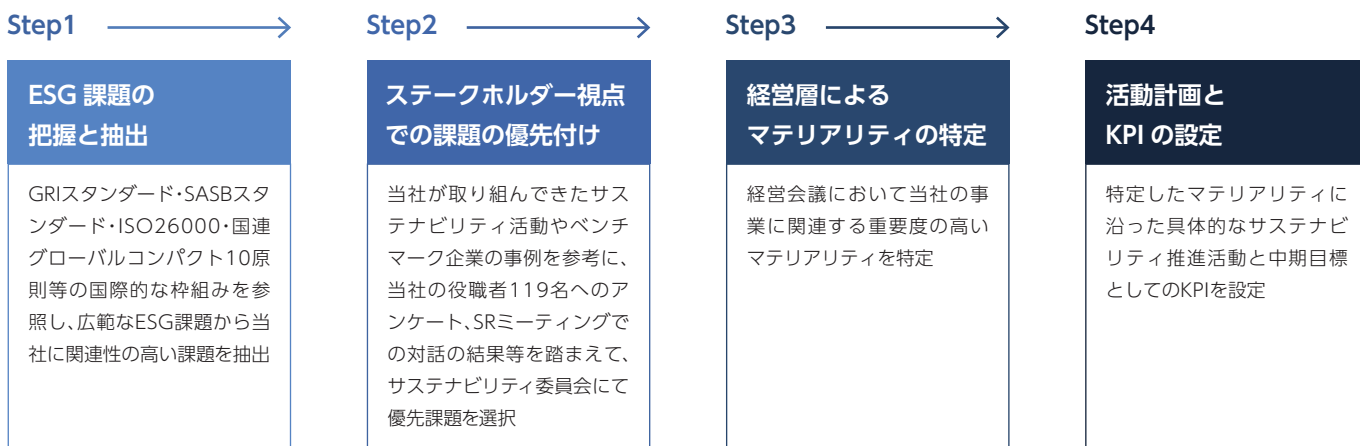 Step1
ESG 課題の
把握と抽出
GRIスタンダード・SASBスタ
ンダード・ISO26000・国連
グローバルコンパクト10原
則等の国際的な枠組みを参
照し、広範なESG課題から当
社に関連性の高い課題を抽出
Step2
ステークホルダー視点
での課題の優先付け
当社が取り組んできたサス
テナビリティ活動やベンチ
マーク企業の事例を参考に、
当社の役職者119名へのア
ンケート、SRミーティングで
の対話の結果等を踏まえて、
サステナビリティ委員会にて
優先課題を選択
Step3
経営層による
マテリアリティの特定
経営会議において当社の事
業に関連する重要度の高い
マテリアリティを特定
Step4
活動計画と
KPI の設定
特定したマテリアリティに
沿った具体的なサステナビ
リティ推進活動と中期目標
としてのKPIを設定